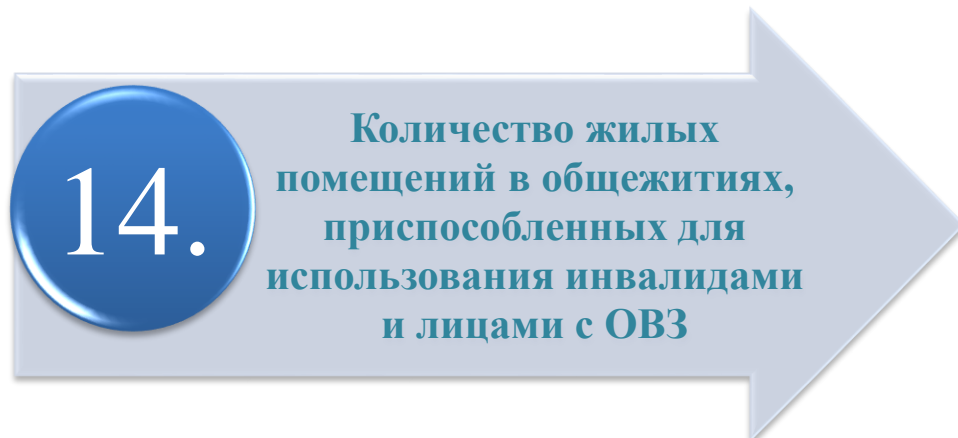 14.
Количество жилых
помещений в общежитиях,
приспособленных для
использования инвалидами
и лицами с ОВЗ